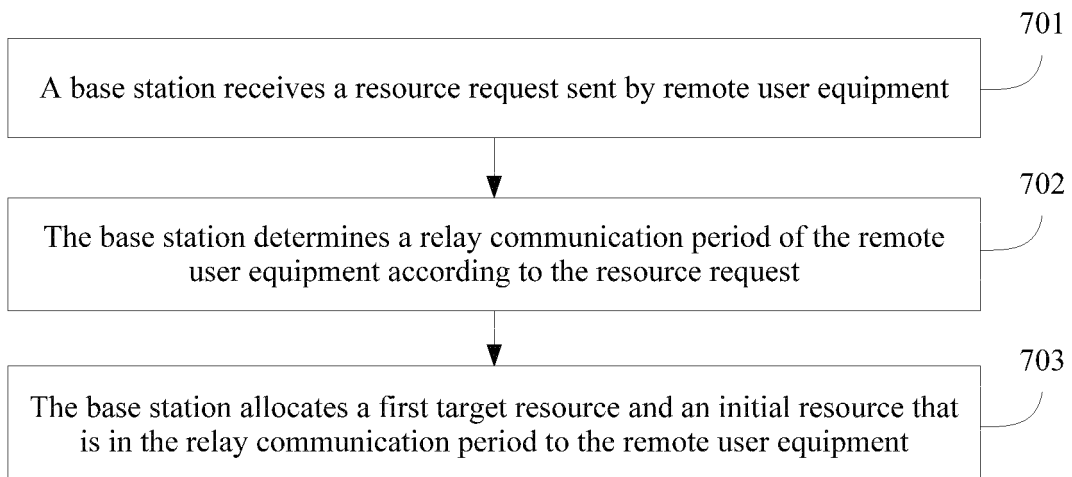 701
A base station receives a resource request sent by remote user equipment
702
The base station determines a relay communication period of the remote
user equipment according to the resource request
703
The base station allocates a first target resource and an initial resource that
is in the relay communication period to the remote user equipment